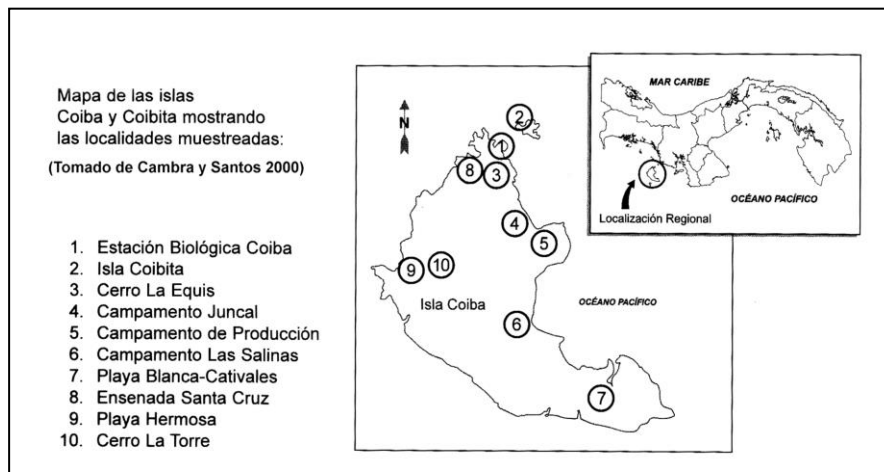 Mapa de las islas
Coiba y Coibita mostrando
las localidades muestreadas:
(Tomado de Cambra y Santos 2000)
1. Estación Biológica Coiba
2. Isla Coibita
3. Cerro La Equis
4. Campamento Juncal
5. Campamento de Producción
6. Campamento Las Salinas
7. Playa Blanca-Cativales
8. Ensenada Santa Cruz
9. Playa Hermosa
10. Cerro La Torre
N
2
1
8
3
4
5
9
10
Isla Coiba
OCÉANO PACÍFICO
6
7
MAR CARIBE
OCÉANO PACÍFICO
Localización Regional